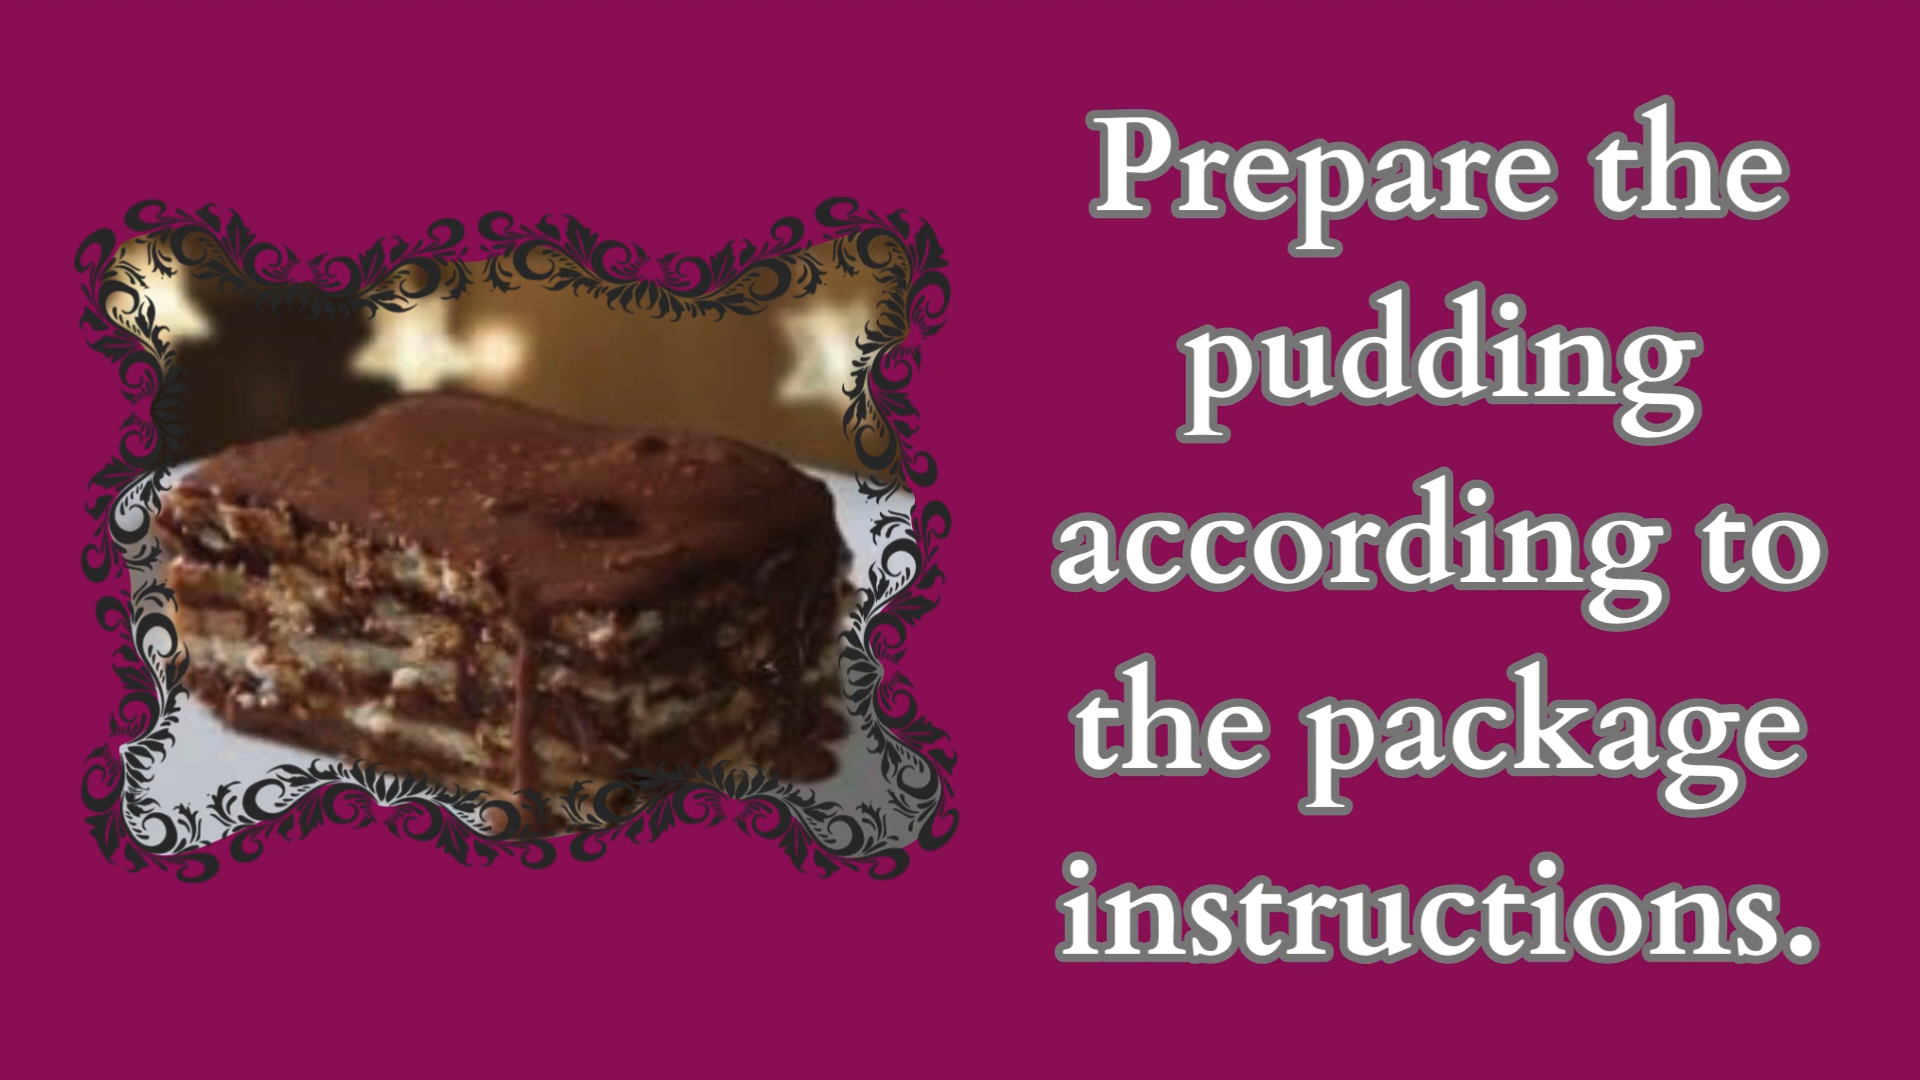 Prepare the
pudding
according to
the package
instructions.